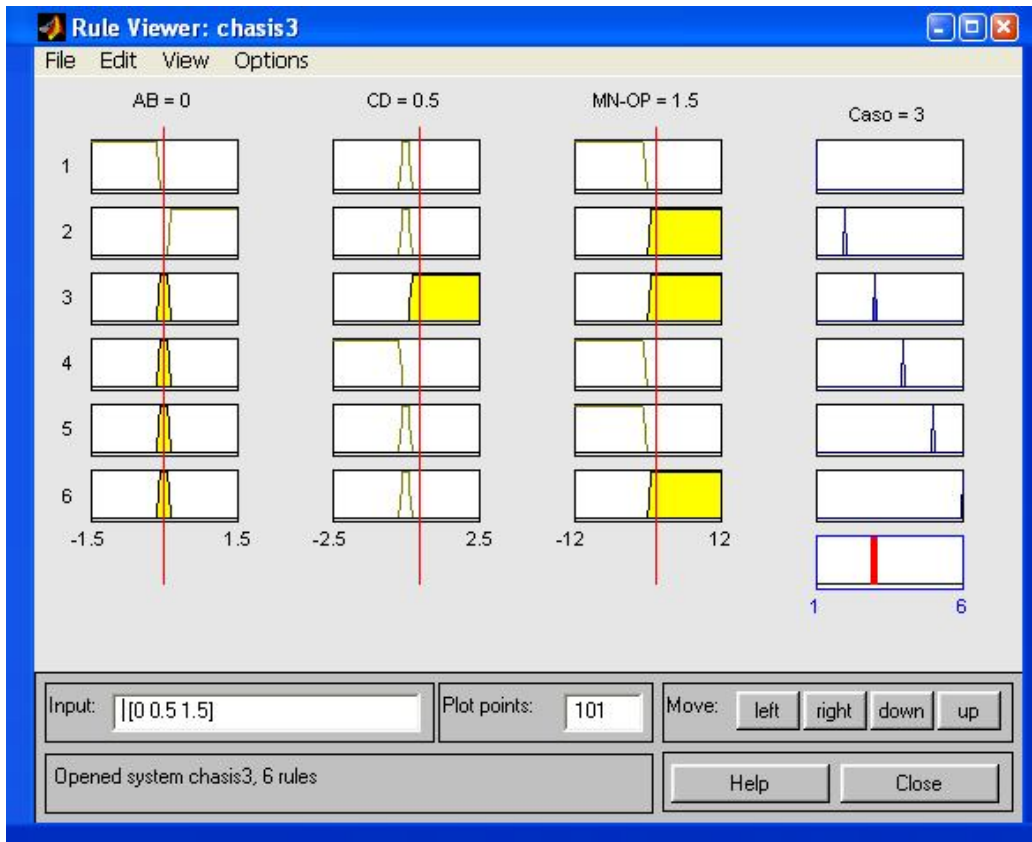 Rule Viewer: chasis3
File Edit View Options
AB = 0 CD = 0.5 MN-OP = 1.5 Caso = 3
1
2
3
4
5
6
-1.5 1.5 -2.5 2.5 -12 12
1 6
Input: [0 0.5 1.5] Plot points: 101 Move: left right down up
Opened system chasis3, 6 rules Help Close